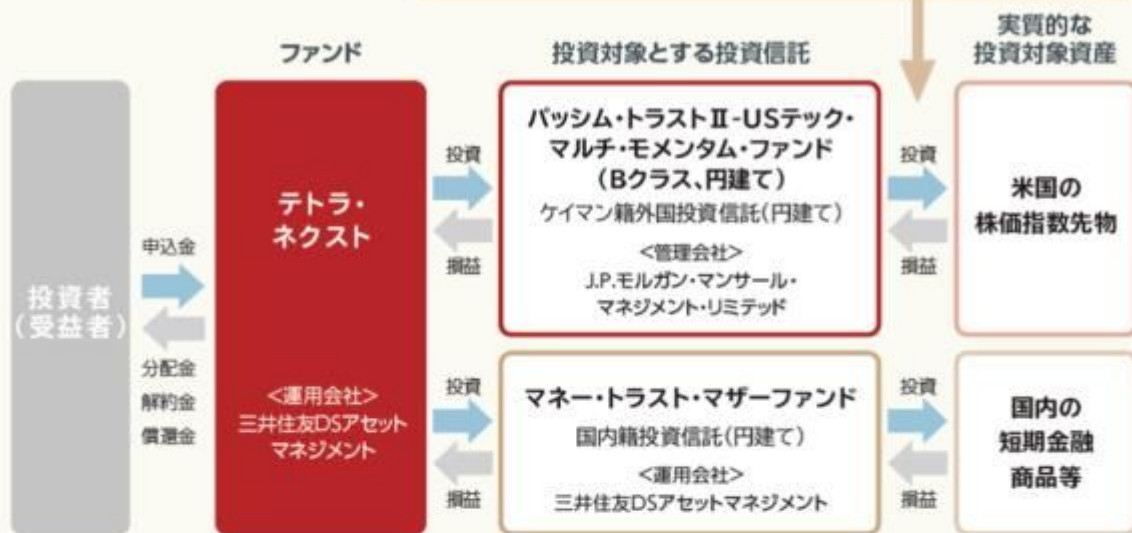 ファンド
投資対象とする投資信託
実質的な
投資対象資産
投資者
(受益者)
申込金
分配金
解約金
償還金
テトラ・
ネクスト
<運用会社>
三井住友DSアセット
マネジメント
投資
損益
パッシム・トラストⅡ-USテック・
マルチ・モメンタム・ファンド
(Bクラス、円建て)
ケイマン籍外国投資信託(円建て)
<管理会社>
J.P.モルガン・マンサール・
マネジメント・リミテッド
投資
損益
米国の
株価指数先物
投資
損益
マネー・トラスト・マザーファンド
国内籍投資信託(円建て)
<運用会社>
三井住友DSアセットマネジメント
投資
損益
国内の
短期金融
商品等